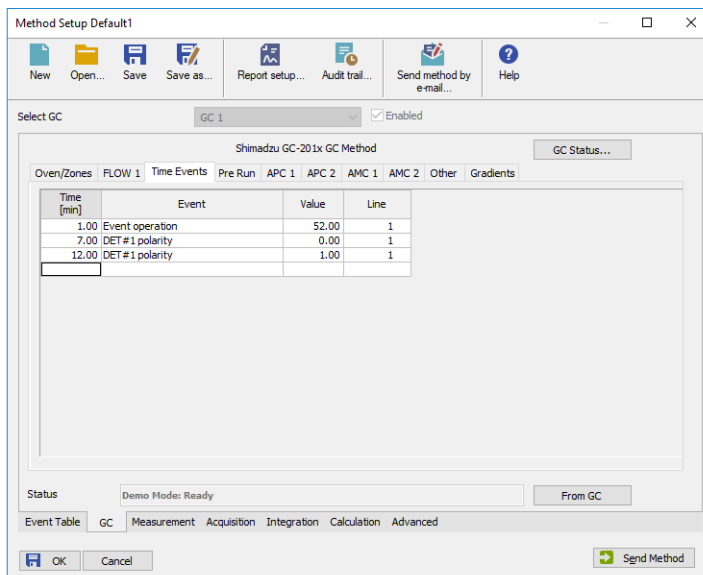 Method Setup Default1
New Open... Save Save as... Report setup... Audit trail... Send method by e-mail... Help
Select GC GC 1 Enabled
Shimadzu GC-201x GC Method GC Status...
Oven/Zones FLOW 1 Time Events Pre Run APC 1 APC 2 AMC 1 AMC 2 Other Gradients
Time [min] Event Value Line
1.00 Event operation 52.00 1
7.00 DET#1 polarity 0.00 1
12.00 DET#1 polarity 1.00 1
Status Demo Mode: Ready From GC
Event Table GC Measurement Acquisition Integration Calculation Advanced
OK Cancel Send Method